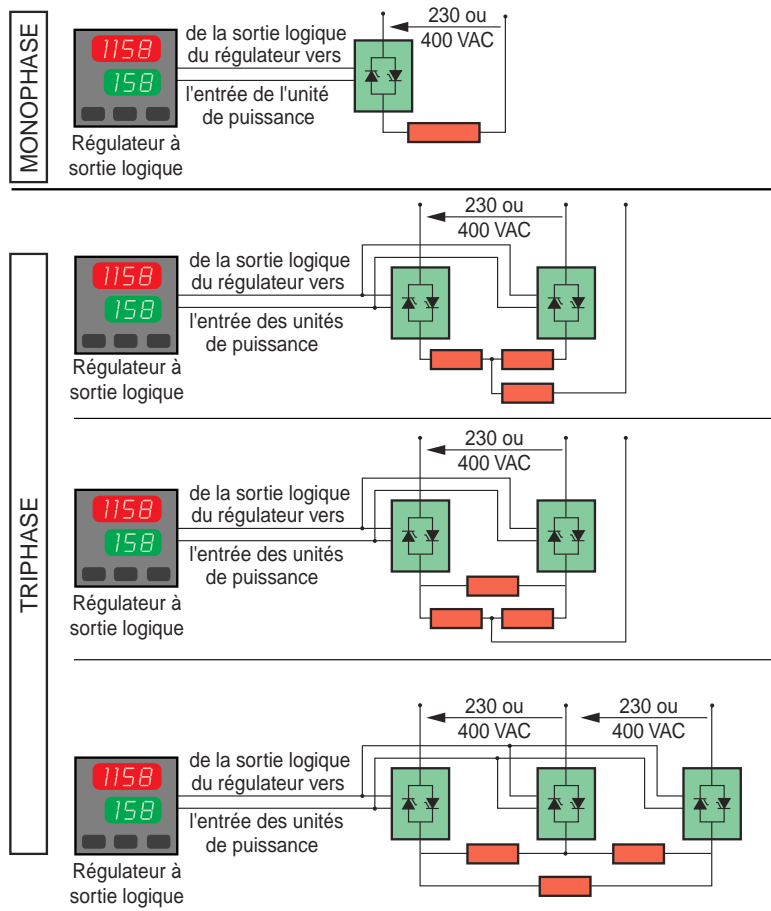 MONOPHASE
1158
158
Régulateur à
sortie logique
de la sortie logique
du régulateur vers
l'entrée de l'unité
de puissance
230 ou
400 VAC
TRIPHASE
1158
158
Régulateur à
sortie logique
de la sortie logique
du régulateur vers
l'entrée des unités
de puissance
230 ou
400 VAC
1158
158
Régulateur à
sortie logique
de la sortie logique
du régulateur vers
l'entrée des unités
de puissance
230 ou
400 VAC
1158
158
Régulateur à
sortie logique
de la sortie logique
du régulateur vers
l'entrée des unités
de puissance
230 ou
400 VAC
230 ou
400 VAC